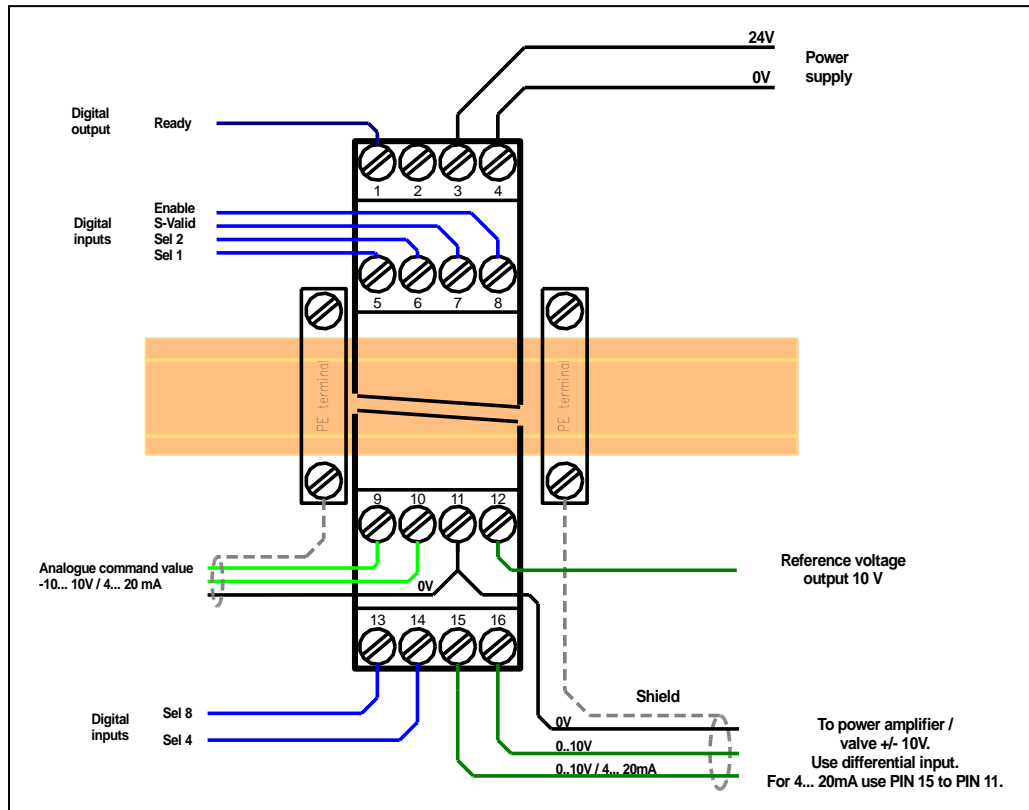 24V
Power
supply
0V
Digital
output
Ready
1 2 3 4
Enable
S-Valid
Digital
inputs
Sel 2
Sel 1
5 6 7 8
PE terminal
PE terminal
9 10 11 12
Analogue command value
-10... 10V / 4... 20 mA
0V
Reference voltage
output 10 V
13 14 15 16
Shield
Digital
inputs
Sel 8
Sel 4
0V
0..10V
0..10V / 4... 20mA
To power amplifier /
valve +/- 10V.
Use differential input.
For 4... 20mA use PIN 15 to PIN 11.